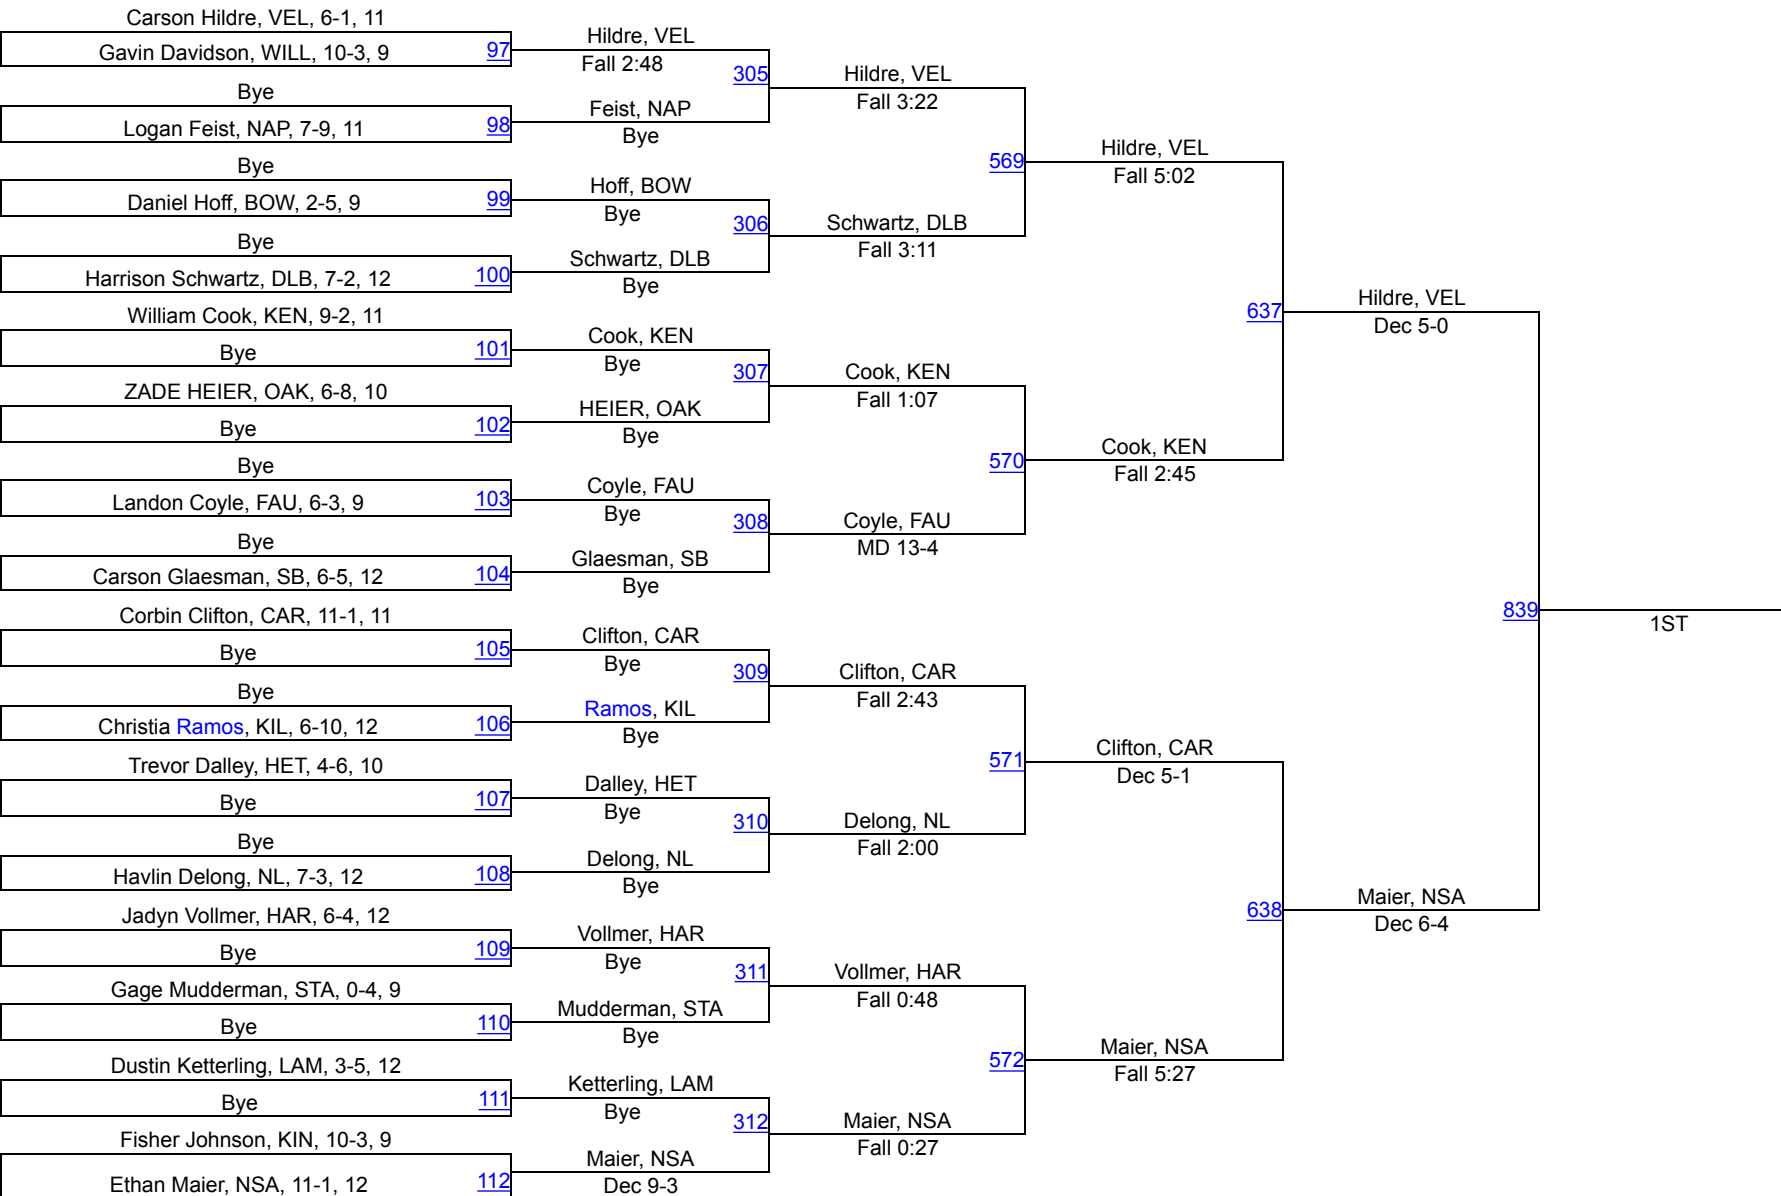 Carson Hildre, VEL, 6-1, 11
Gavin Davidson, WILL, 10-3, 9
97
Bye
Logan Feist, NAP, 7-9, 11
98
Bye
Daniel Hoff, BOW, 2-5, 9
99
Bye
Harrison Schwartz, DLB, 7-2, 12
100
William Cook, KEN, 9-2, 11
Bye
101
ZADE HEIER, OAK, 6-8, 10
Bye
102
Bye
Landon Coyle, FAU, 6-3, 9
103
Bye
Carson Glaesman, SB, 6-5, 12
104
Corbin Clifton, CAR, 11-1, 11
Bye
105
Bye
Christia Ramos, KIL, 6-10, 12
106
Trevor Dalley, HET, 4-6, 10
Bye
107
Bye
Havlin Delong, NL, 7-3, 12
108
Jadyn Vollmer, HAR, 6-4, 12
Bye
109
Gage Mudderman, STA, 0-4, 9
Bye
110
Dustin Ketterling, LAM, 3-5, 12
Bye
111
Fisher Johnson, KIN, 10-3, 9
Ethan Maier, NSA, 11-1, 12
112
Hildre, VEL
Fall 2:48
305
Feist, NAP
Bye
Hoff, BOW
Bye
306
Schwartz, DLB
Bye
Cook, KEN
Bye
307
HEIER, OAK
Bye
Coyle, FAU
Bye
308
Glaesman, SB
Bye
Clifton, CAR
Bye
309
Ramos, KIL
Bye
Dalley, HET
Bye
310
Delong, NL
Bye
Vollmer, HAR
Bye
311
Mudderman, STA
Bye
Ketterling, LAM
Bye
312
Maier, NSA
Dec 9-3
Hildre, VEL
Fall 3:22
569
Schwartz, DLB
Fall 3:11
Cook, KEN
Fall 1:07
570
Coyle, FAU
MD 13-4
Clifton, CAR
Fall 2:43
571
Delong, NL
Fall 2:00
Vollmer, HAR
Fall 0:48
572
Maier, NSA
Fall 0:27
Hildre, VEL
Fall 5:02
637
Cook, KEN
Fall 2:45
Clifton, CAR
Dec 5-1
638
Maier, NSA
Fall 5:27
Hildre, VEL
Dec 5-0
839
Maier, NSA
Dec 6-4
1ST